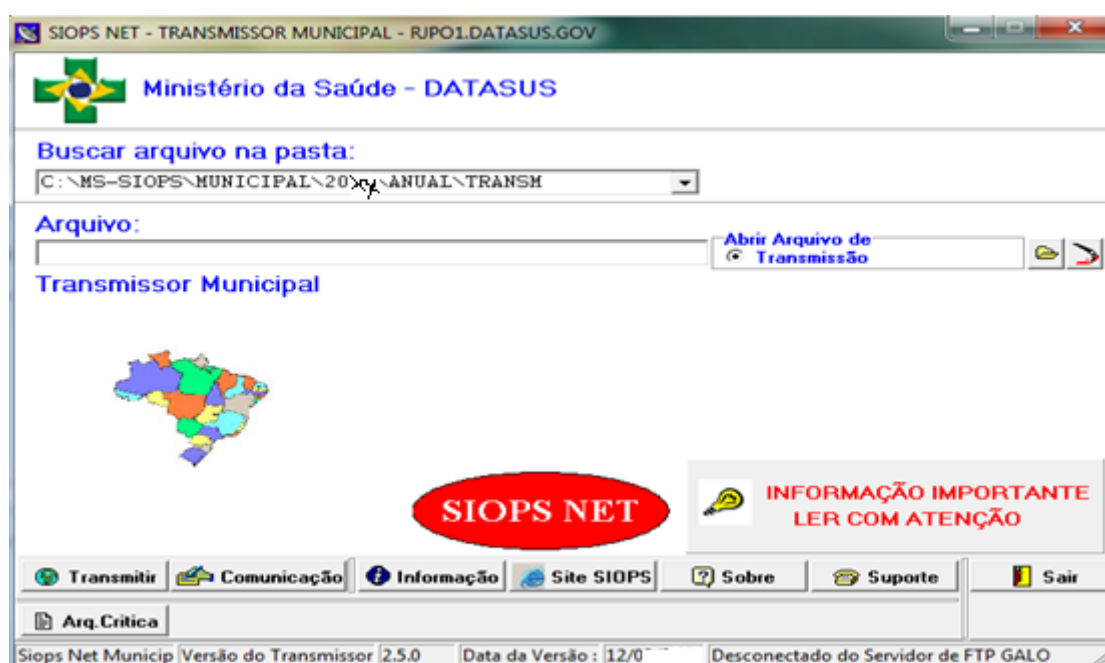 SIOPS NET - TRANSMISSOR MUNICIPAL - RJPO1.DATASUS.GOV
Ministério da Saúde - DATASUS
Buscar arquivo na pasta:
C:\MS-SIOPS\MUNICIPAL\20xy\ANUAL\TRANSM
Arquivo:
Abrir Arquivo de
Transmissão
Transmissor Municipal
SIOPS NET
INFORMAÇÃO IMPORTANTE
LER COM ATENÇÃO
Transmitir Comunicação Informação Site SIOPS Sobre Suporte Sair
Arq.Critica
Siops Net Municip Versão do Transmissor 2.5.0 Data da Versão : 12/0 Desconectado do Servidor de FTP GALO